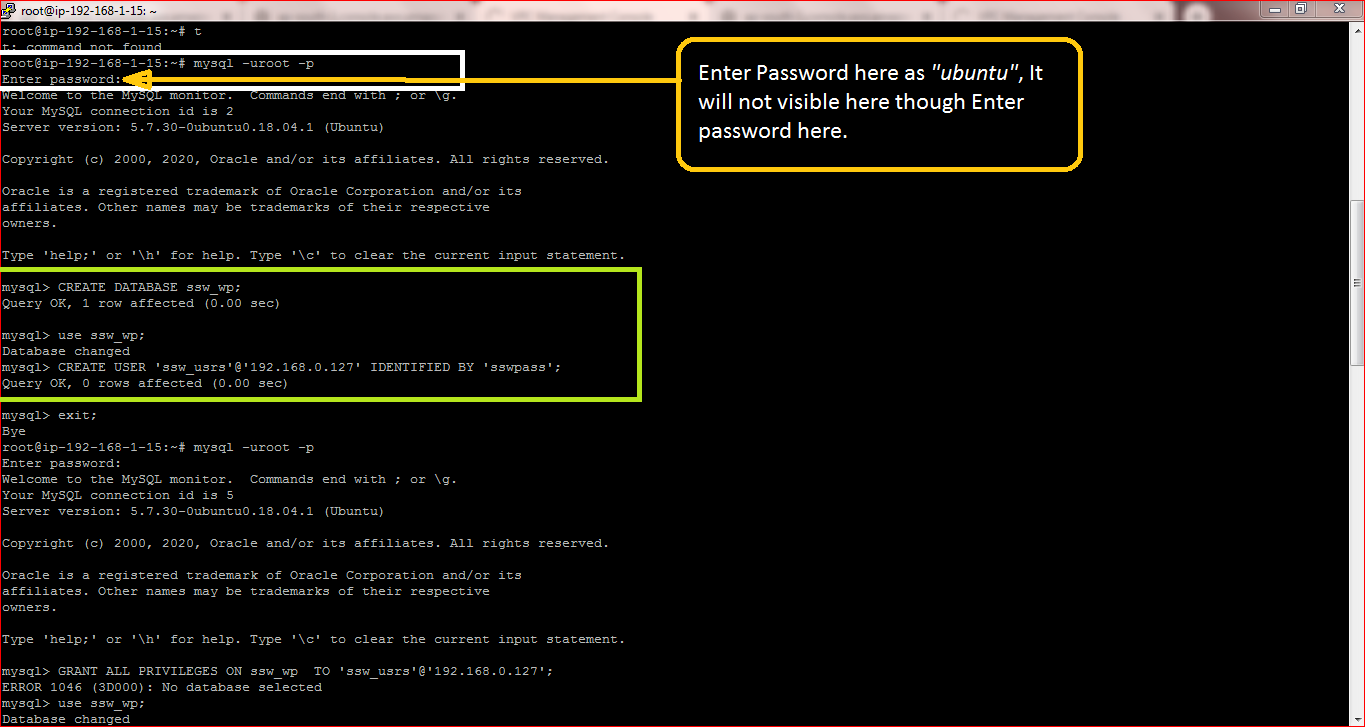 root@ip-192-168-1-15: ~
root@ip-192-168-1-15:~# t
t: command not found
root@ip-192-168-1-15:~# mysql -uroot -p
Enter password:
Welcome to the MySQL monitor.  Commands end with ; or \g.
Your MySQL connection id is 2
Server version: 5.7.30-0ubuntu0.18.04.1 (Ubuntu)
Enter Password here as "ubuntu", It
will not visible here though Enter
password here.
Copyright (c) 2000, 2020, Oracle and/or its affiliates. All rights reserved.
Oracle is a registered trademark of Oracle Corporation and/or its
affiliates. Other names may be trademarks of their respective
owners.
Type 'help;' or '\h' for help. Type '\c' to clear the current input statement.
mysql> CREATE DATABASE ssw_wp;
Query OK, 1 row affected (0.00 sec)
mysql> use ssw_wp;
Database changed
mysql> CREATE USER 'ssw_usrs'@'192.168.0.127' IDENTIFIED BY 'sswpass';
Query OK, 0 rows affected (0.00 sec)
mysql> exit;
Bye
root@ip-192-168-1-15:~# mysql -uroot -p
Enter password:
Welcome to the MySQL monitor.  Commands end with ; or \g.
Your MySQL connection id is 5
Server version: 5.7.30-0ubuntu0.18.04.1 (Ubuntu)
Copyright (c) 2000, 2020, Oracle and/or its affiliates. All rights reserved.
Oracle is a registered trademark of Oracle Corporation and/or its
affiliates. Other names may be trademarks of their respective
owners.
Type 'help;' or '\h' for help. Type '\c' to clear the current input statement.
mysql> GRANT ALL PRIVILEGES ON ssw_wp  TO 'ssw_usrs'@'192.168.0.127';
ERROR 1046 (3D000): No database selected
mysql> use ssw_wp;
Database changed